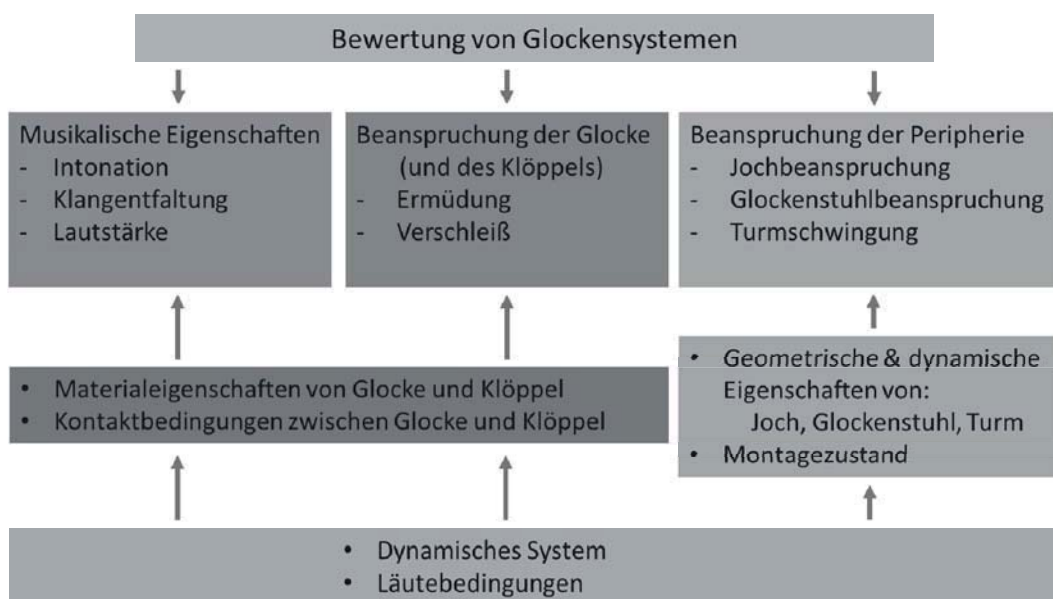 Bewertung von Glockensystemen
Musikalische Eigenschaften
- Intonation
- Klangentfaltung
- Lautstärke
Beanspruchung der Glocke
(und des Klöppels)
- Ermüdung
- Verschleiß
Beanspruchung der Peripherie
- Jochbeanspruchung
- Glockenstuhlbeanspruchung
- Turmschwingung
• Materialeigenschaften von Glocke und Klöppel
• Kontaktbedingungen zwischen Glocke und Klöppel
• Geometrische & dynamische
Eigenschaften von:
Joch, Glockenstuhl, Turm
• Montagezustand
• Dynamisches System
• Läutebedingungen